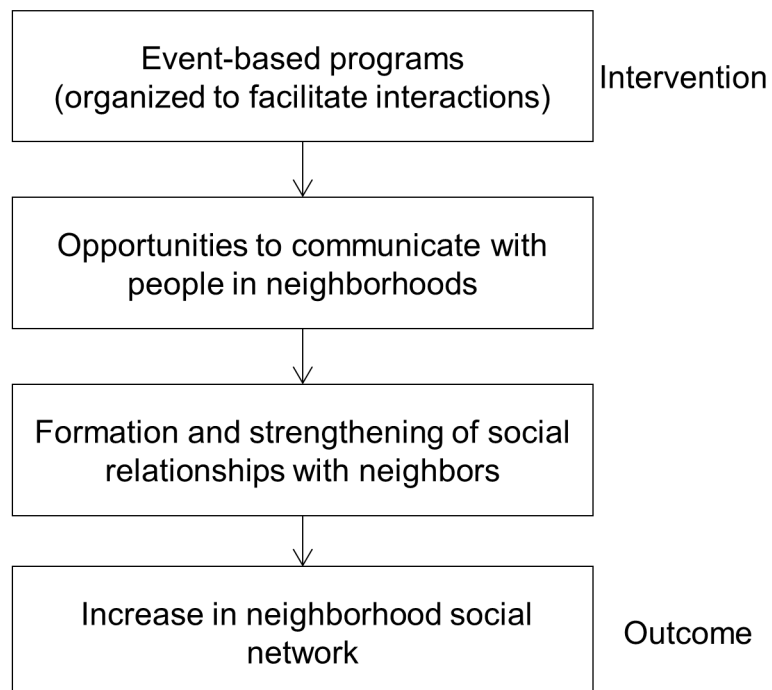 Event-based programs
(organized to facilitate interactions)
Intervention
Opportunities to communicate with
people in neighborhoods
Formation and strengthening of social
relationships with neighbors
Increase in neighborhood social
network
Outcome